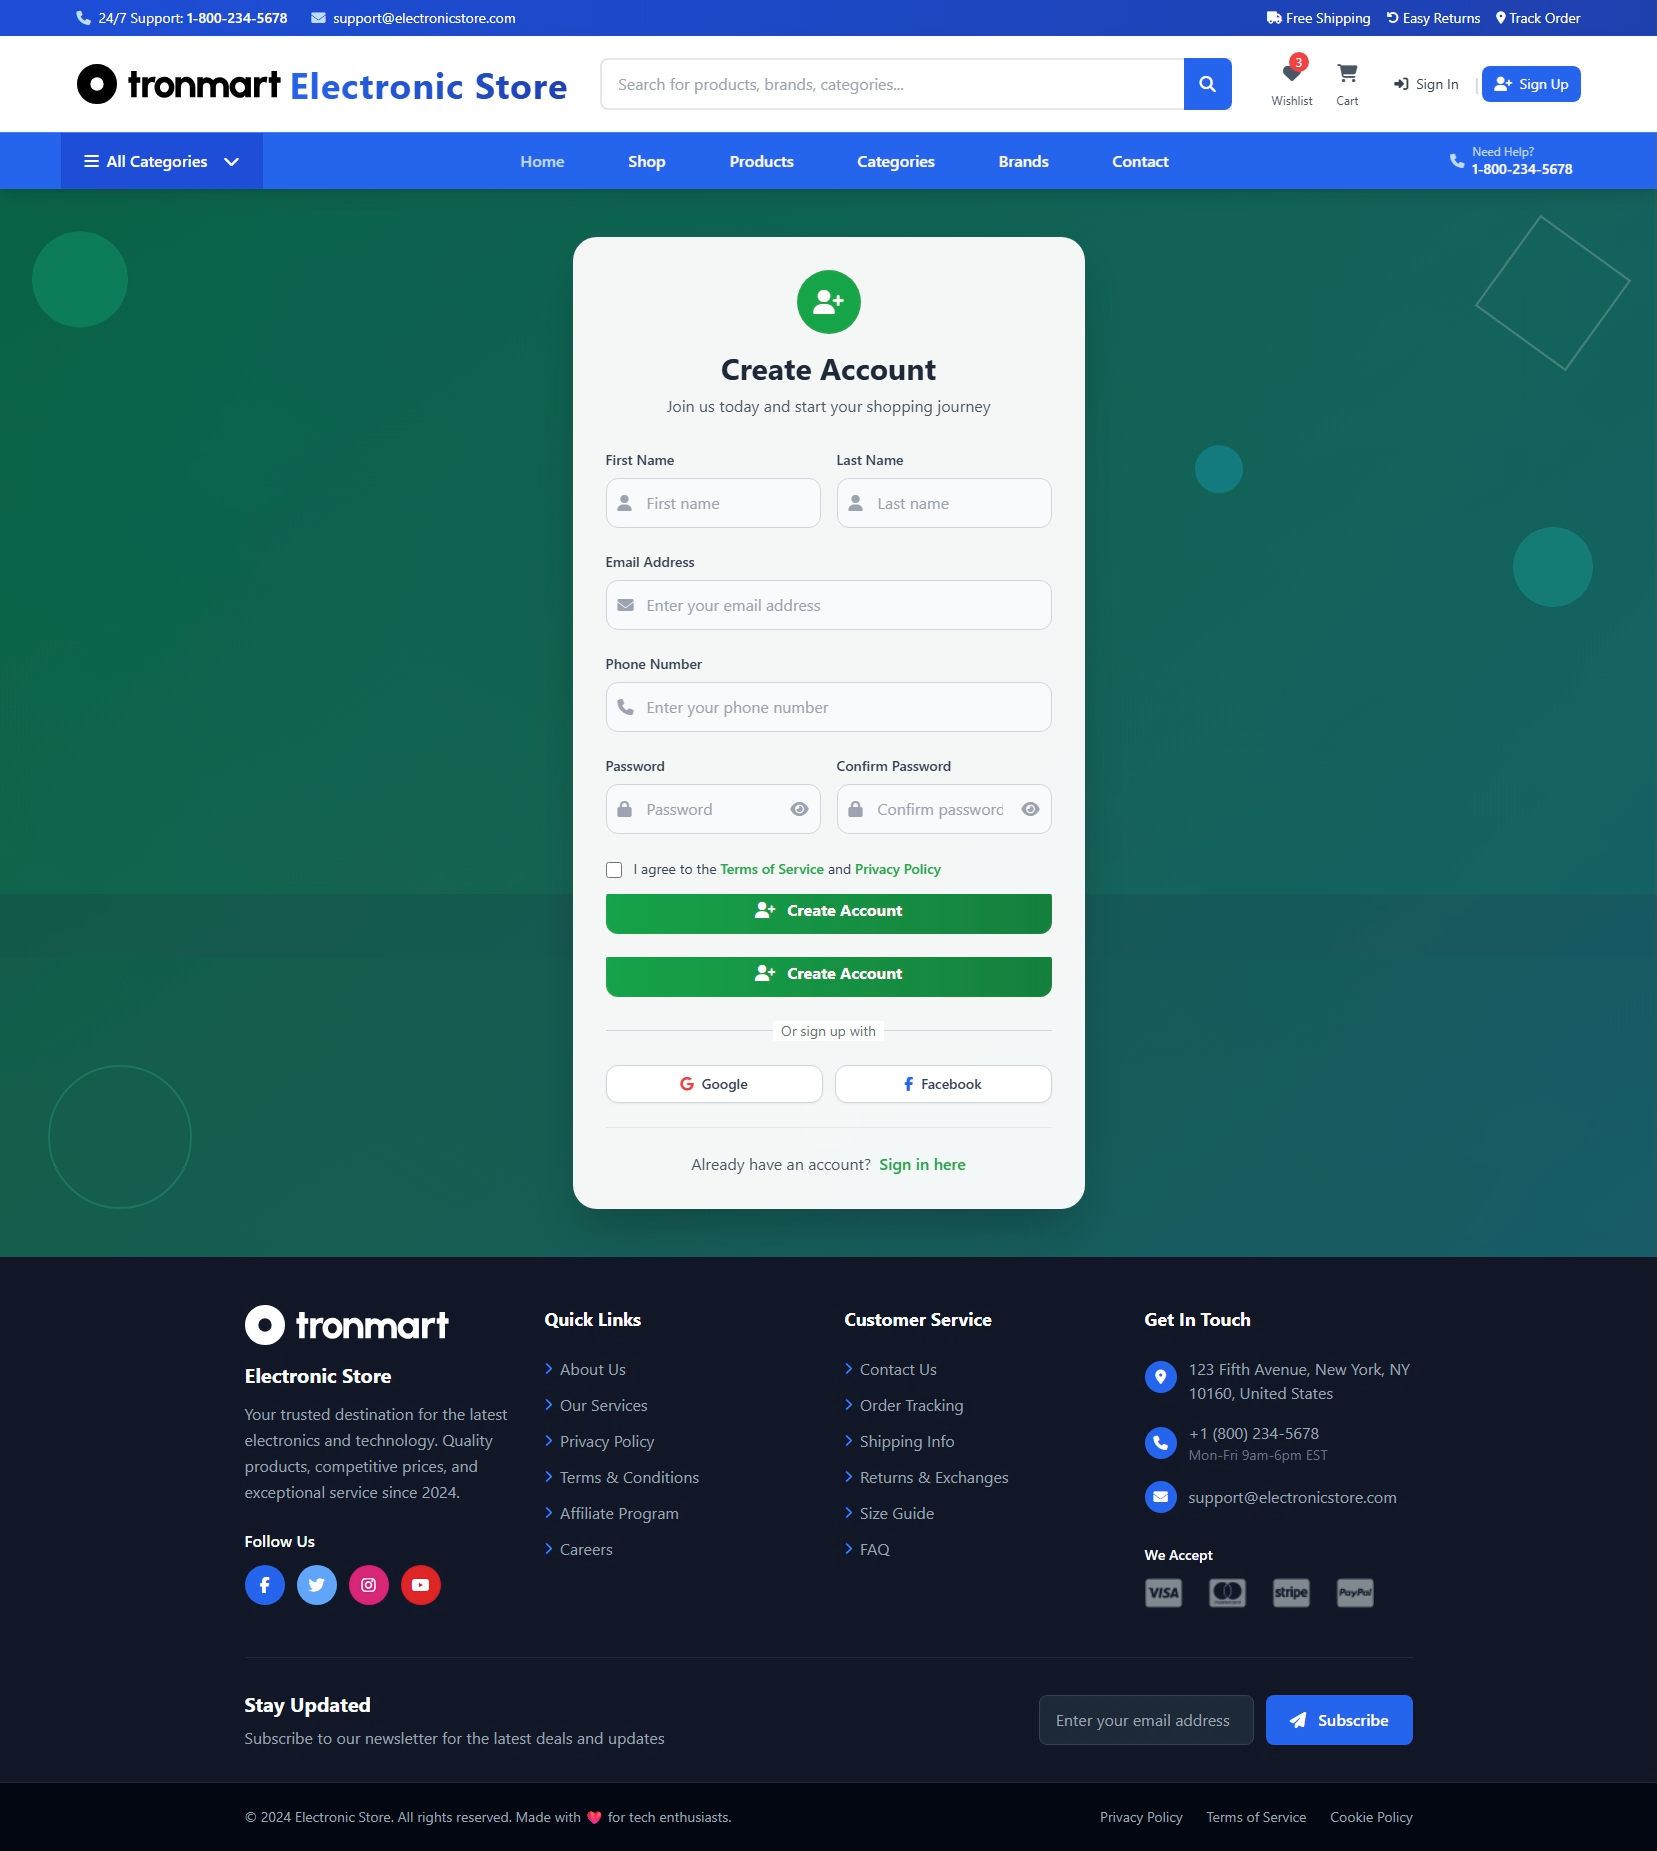 24/7 Support: 1-800-234-5678 support@electronicstore.com Free Shipping Easy Returns Track Order
tronmart Electronic Store
Search for products, brands, categories...
3
Wishlist
Cart
Sign In | Sign Up
All Categories
Home Shop Products Categories Brands Contact
Need Help?
1-800-234-5678
Create Account
Join us today and start your shopping journey
First Name Last Name
First name Last name
Email Address
Enter your email address
Phone Number
Enter your phone number
Password Confirm Password
Password Confirm password
I agree to the Terms of Service and Privacy Policy
Create Account
Create Account
Or sign up with
Google Facebook
Already have an account? Sign in here
tronmart
Electronic Store
Your trusted destination for the latest
electronics and technology. Quality
products, competitive prices, and
exceptional service since 2024.
Follow Us
Quick Links
About Us
Our Services
Privacy Policy
Terms & Conditions
Affiliate Program
Careers
Customer Service
Contact Us
Order Tracking
Shipping Info
Returns & Exchanges
Size Guide
FAQ
Get In Touch
123 Fifth Avenue, New York, NY
10160, United States
+1 (800) 234-5678
Mon-Fri 9am-6pm EST
support@electronicstore.com
We Accept
VISA stripe PayPal
Stay Updated
Subscribe to our newsletter for the latest deals and updates
Enter your email address
Subscribe
© 2024 Electronic Store. All rights reserved. Made with 💗 for tech enthusiasts.
Privacy Policy Terms of Service Cookie Policy